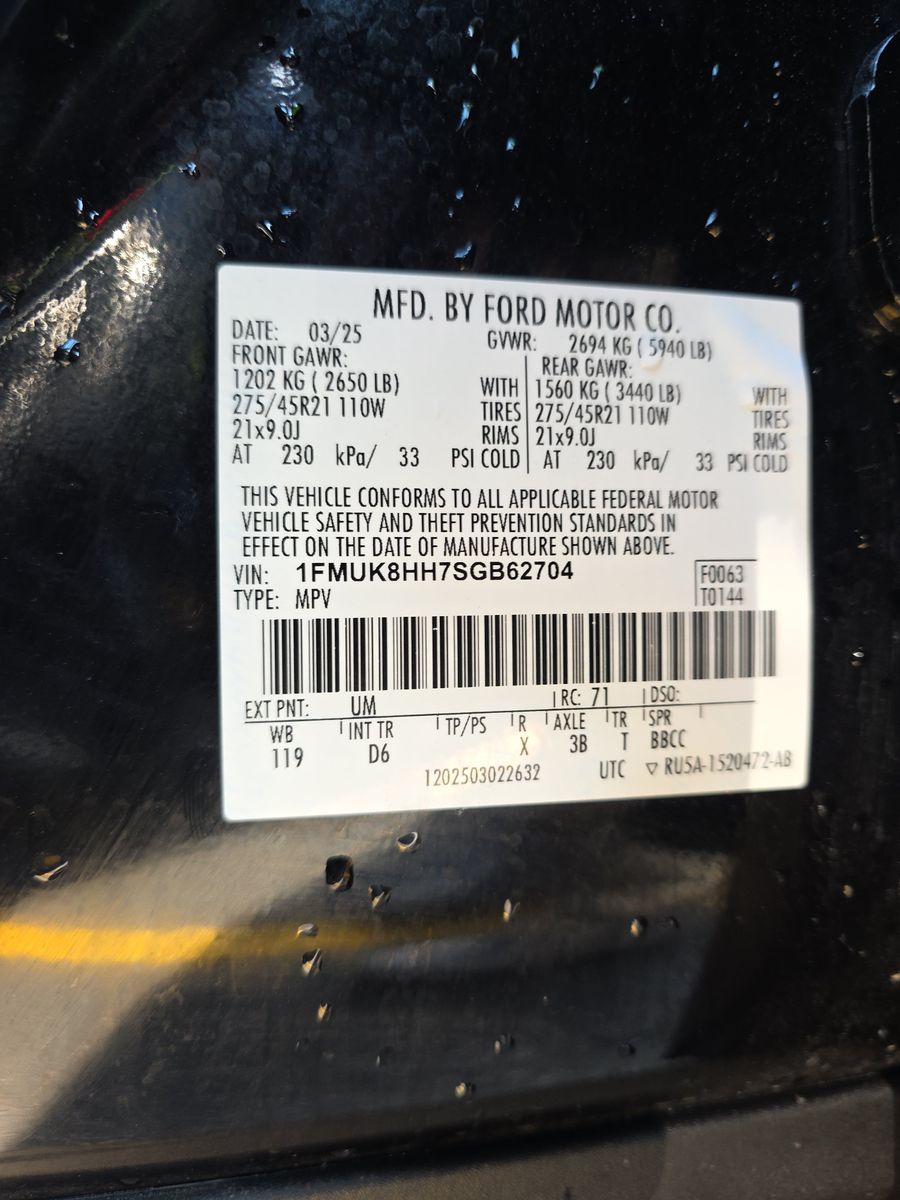 MFD. BY FORD MOTOR CO.
DATE: 03/25 GVWR: 2694 KG ( 5940 LB)
FRONT GAWR: REAR GAWR:
1202 KG ( 2650 LB) WITH 1560 KG ( 3440 LB) WITH
275/45R21 110W TIRES 275/45R21 110W TIRES
21x9.0J RIMS 21x9.0J RIMS
AT 230 kPa/ 33 PSI COLD AT 230 kPa/ 33 PSI COLD
THIS VEHICLE CONFORMS TO ALL APPLICABLE FEDERAL MOTOR
VEHICLE SAFETY AND THEFT PREVENTION STANDARDS IN
EFFECT ON THE DATE OF MANUFACTURE SHOWN ABOVE.
VIN: 1FMUK8HH7SGB62704 F0063
TYPE: MPV T0144
EXT PNT: UM RC: 71 DSO:
WB INT TR TP/PS R AXLE TR SPR
119 D6 X 3B T BBCC
1202503022632 UTC ▽ RU5A-1520472-AB